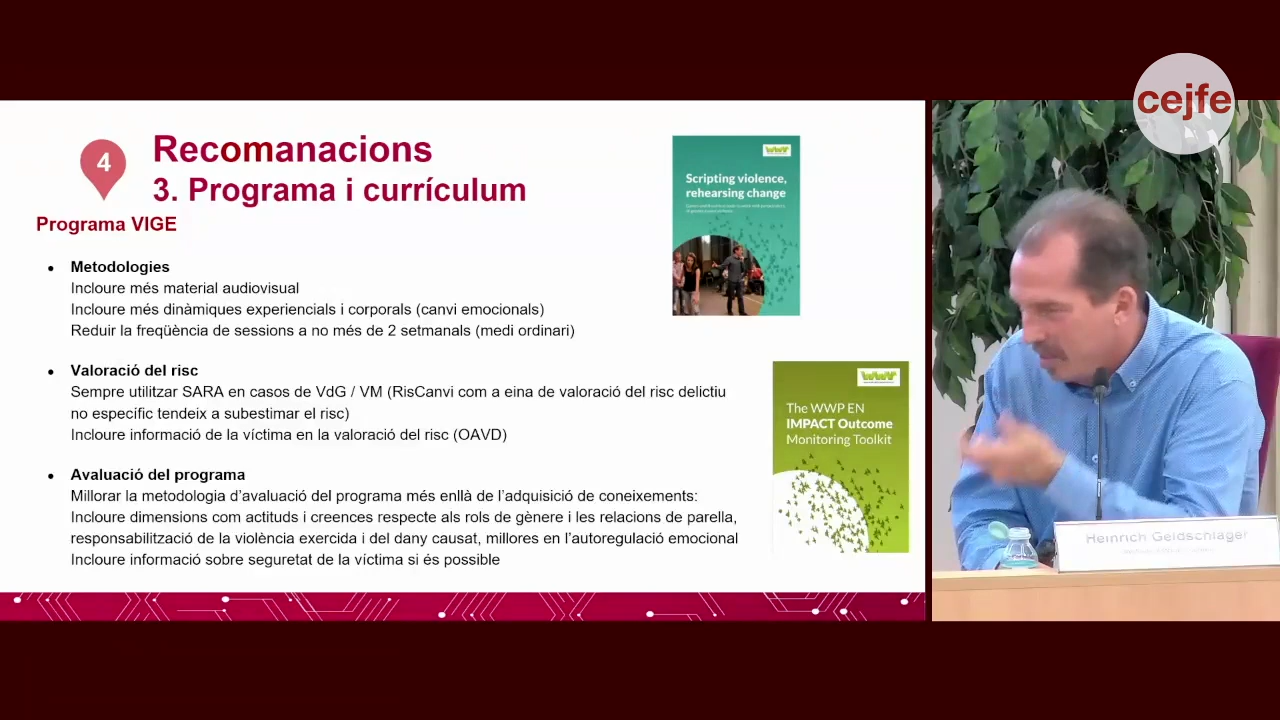 cejfe
4
Recomanacions
3. Programa i currículum
Programa VIGE
• Metodologies
Incloure més material audiovisual
Incloure més dinàmiques experiencials i corporals (canvi emocionals)
Reduir la freqüència de sessions a no més de 2 setmanals (medi ordinari)
• Valoració del risc
Sempre utilitzar SARA en casos de VdG / VM (RisCanvi com a eina de valoració del risc delictiu
no específic tendeix a subestimar el risc)
Incloure informació de la víctima en la valoració del risc (OAVD)
• Avaluació del programa
Millorar la metodologia d’avaluació del programa més enllà de l’adquisició de coneixements:
Incloure dimensions com actituds i creences respecte als rols de gènere i les relacions de parella,
responsabilització de la violència exercida i del dany causat, millores en l’autoregulació emocional
Incloure informació sobre seguretat de la víctima si és possible
WWP
Scripting violence,
rehearsing change
WWP
The WWP EN
IMPACT Outcome
Monitoring Toolkit
Heinrich Geldschläger